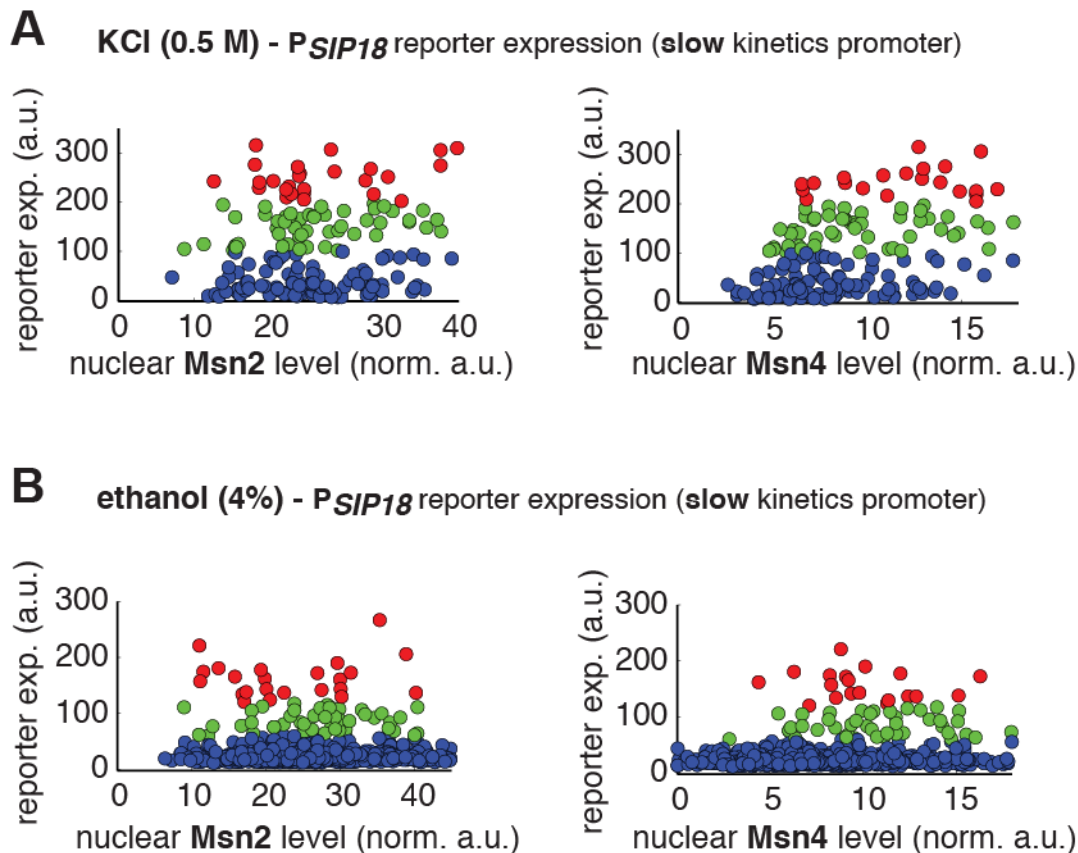 A
KCl (0.5 M) - PSIP18 reporter expression (slow kinetics promoter)
reporter exp. (a.u.)
300
200
100
0
0 10 20 30 40
nuclear Msn2 level (norm. a.u.)
reporter exp. (a.u.)
300
200
100
0
0 5 10 15
nuclear Msn4 level (norm. a.u.)
B
ethanol (4%) - PSIP18 reporter expression (slow kinetics promoter)
reporter exp. (a.u.)
300
200
100
0
0 10 20 30 40
nuclear Msn2 level (norm. a.u.)
reporter exp. (a.u.)
300
200
100
0
0 5 10 15
nuclear Msn4 level (norm. a.u.)